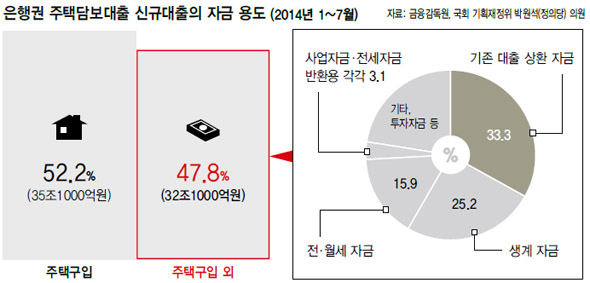 은행권 주택담보대출 신규대출의 자금 용도 (2014년 1~7월)
자료: 금융감독원, 국회 기획재정위 박원석(정의당) 의원
52.2%
(35조1000억원)
주택구입
47.8%
(32조1000억원)
주택구입 외
사업자금·전세자금
반환용 각각 3.1
기존 대출 상환 자금
기타,
투자자금 등
33.3
%
15.9
25.2
전·월세 자금
생계 자금